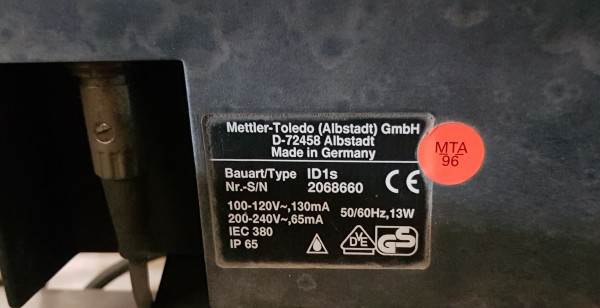 Mettler-Toledo (Albstadt) GmbH
D-72458 Albstadt
Made in Germany
Bauart/Type ID1s
Nr.-S/N 2068660
CE
100-120V~,130mA
200-240V~,65mA
50/60Hz,13W
IEC 380
IP 65
VDE
GS
MTA
96